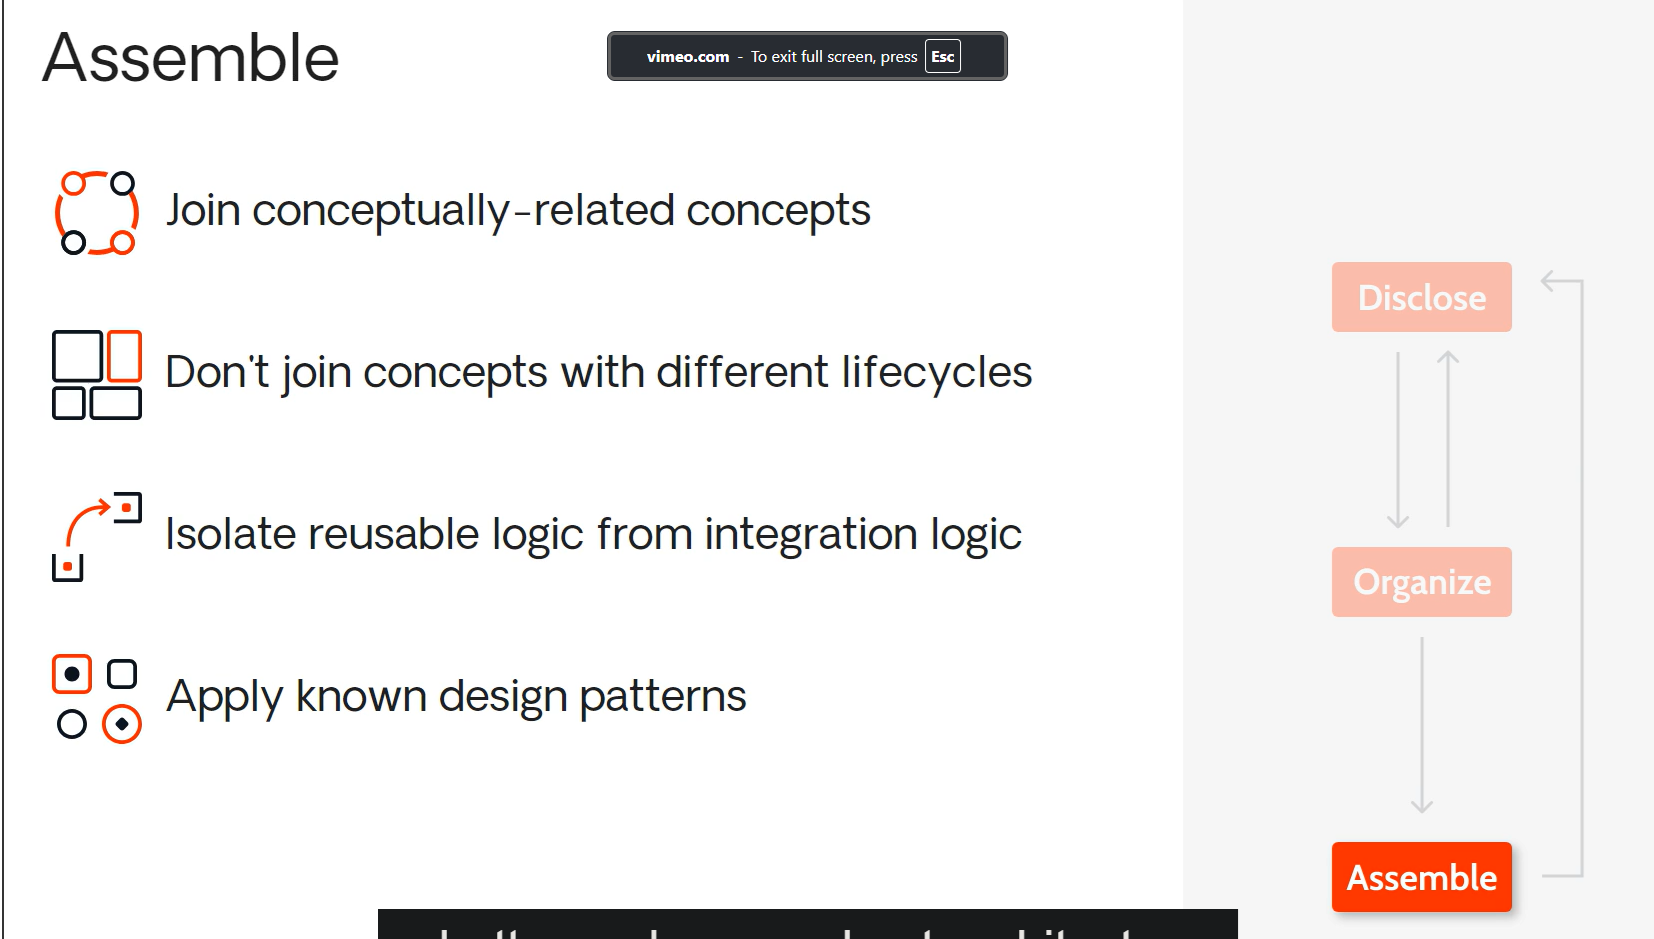 Assemble
vimeo.com - To exit full screen, press Esc
Join conceptually-related concepts
Don't join concepts with different lifecycles
Isolate reusable logic from integration logic
Apply known design patterns
Disclose
Organize
Assemble